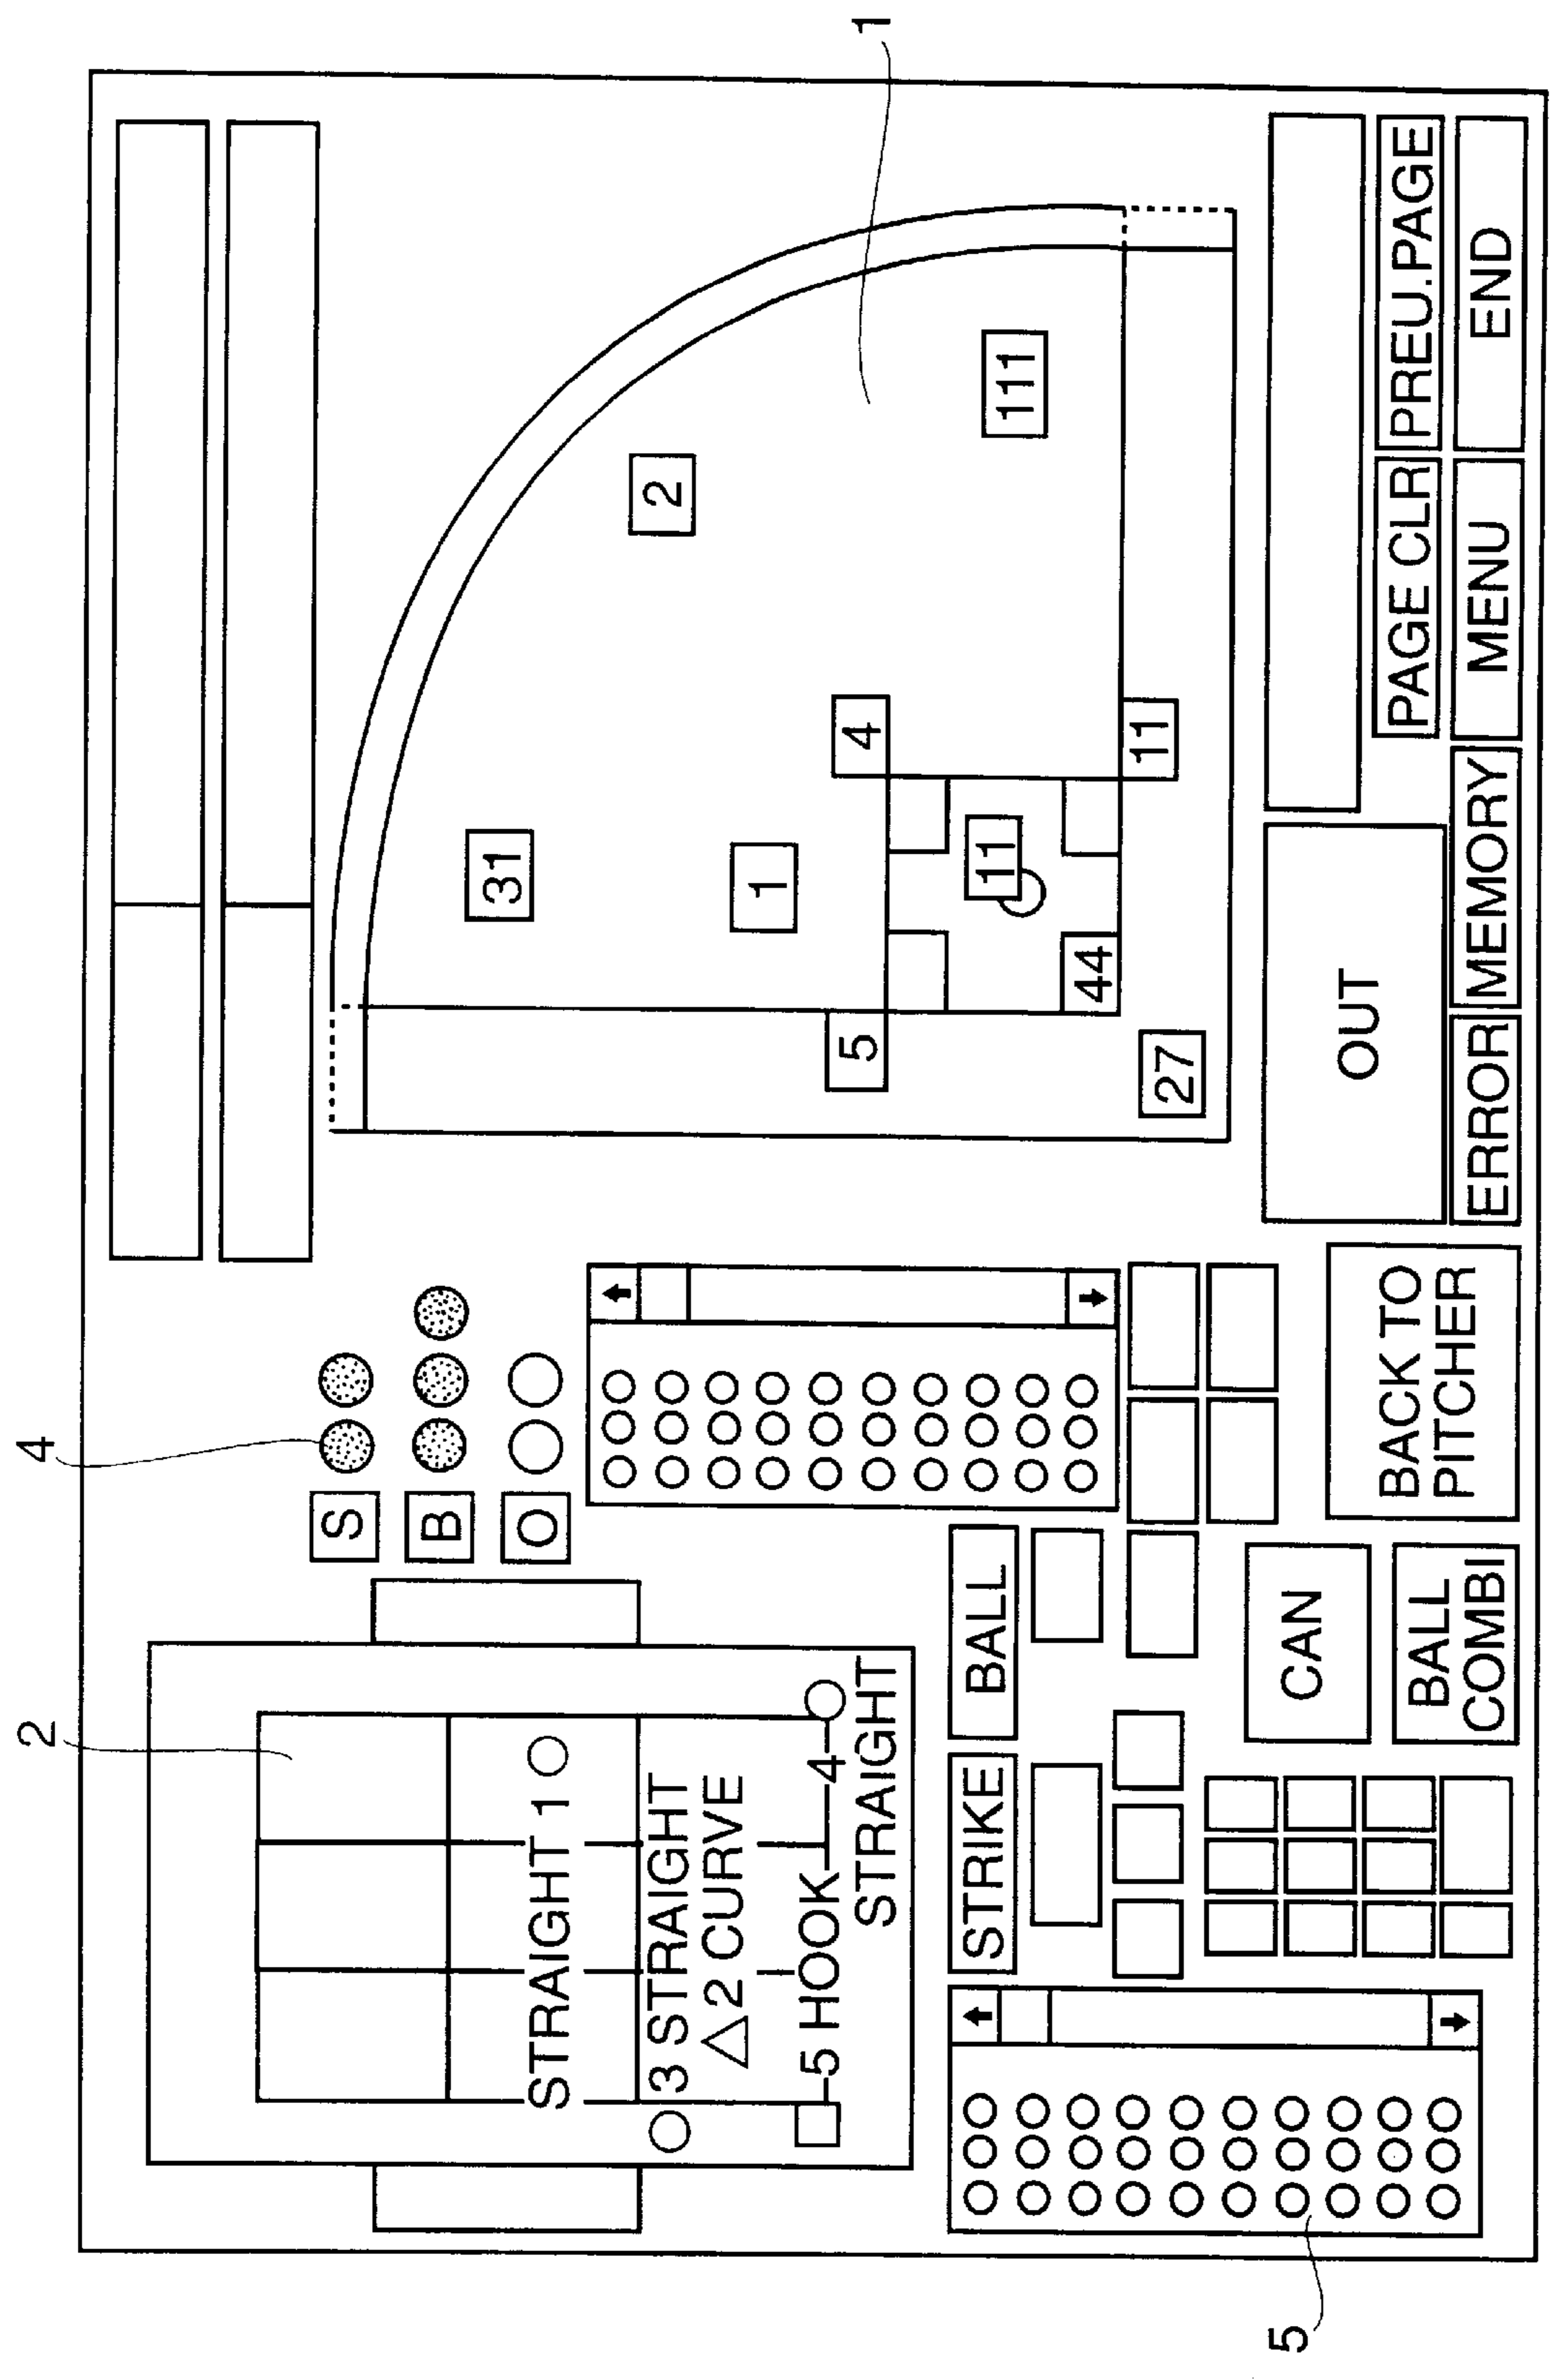 2
4
1
S
B
O
STRAIGHT 1
3 STRAIGHT
2 CURVE
5 HOOK
4
STRAIGHT
31
2
1
111
5
4
11
44
11
27
STRIKE
BALL
CAN
BALL
COMBI
BACK TO
PITCHER
OUT
PAGE CLR
PREU.PAGE
ERROR
MEMORY
MENU
END
5